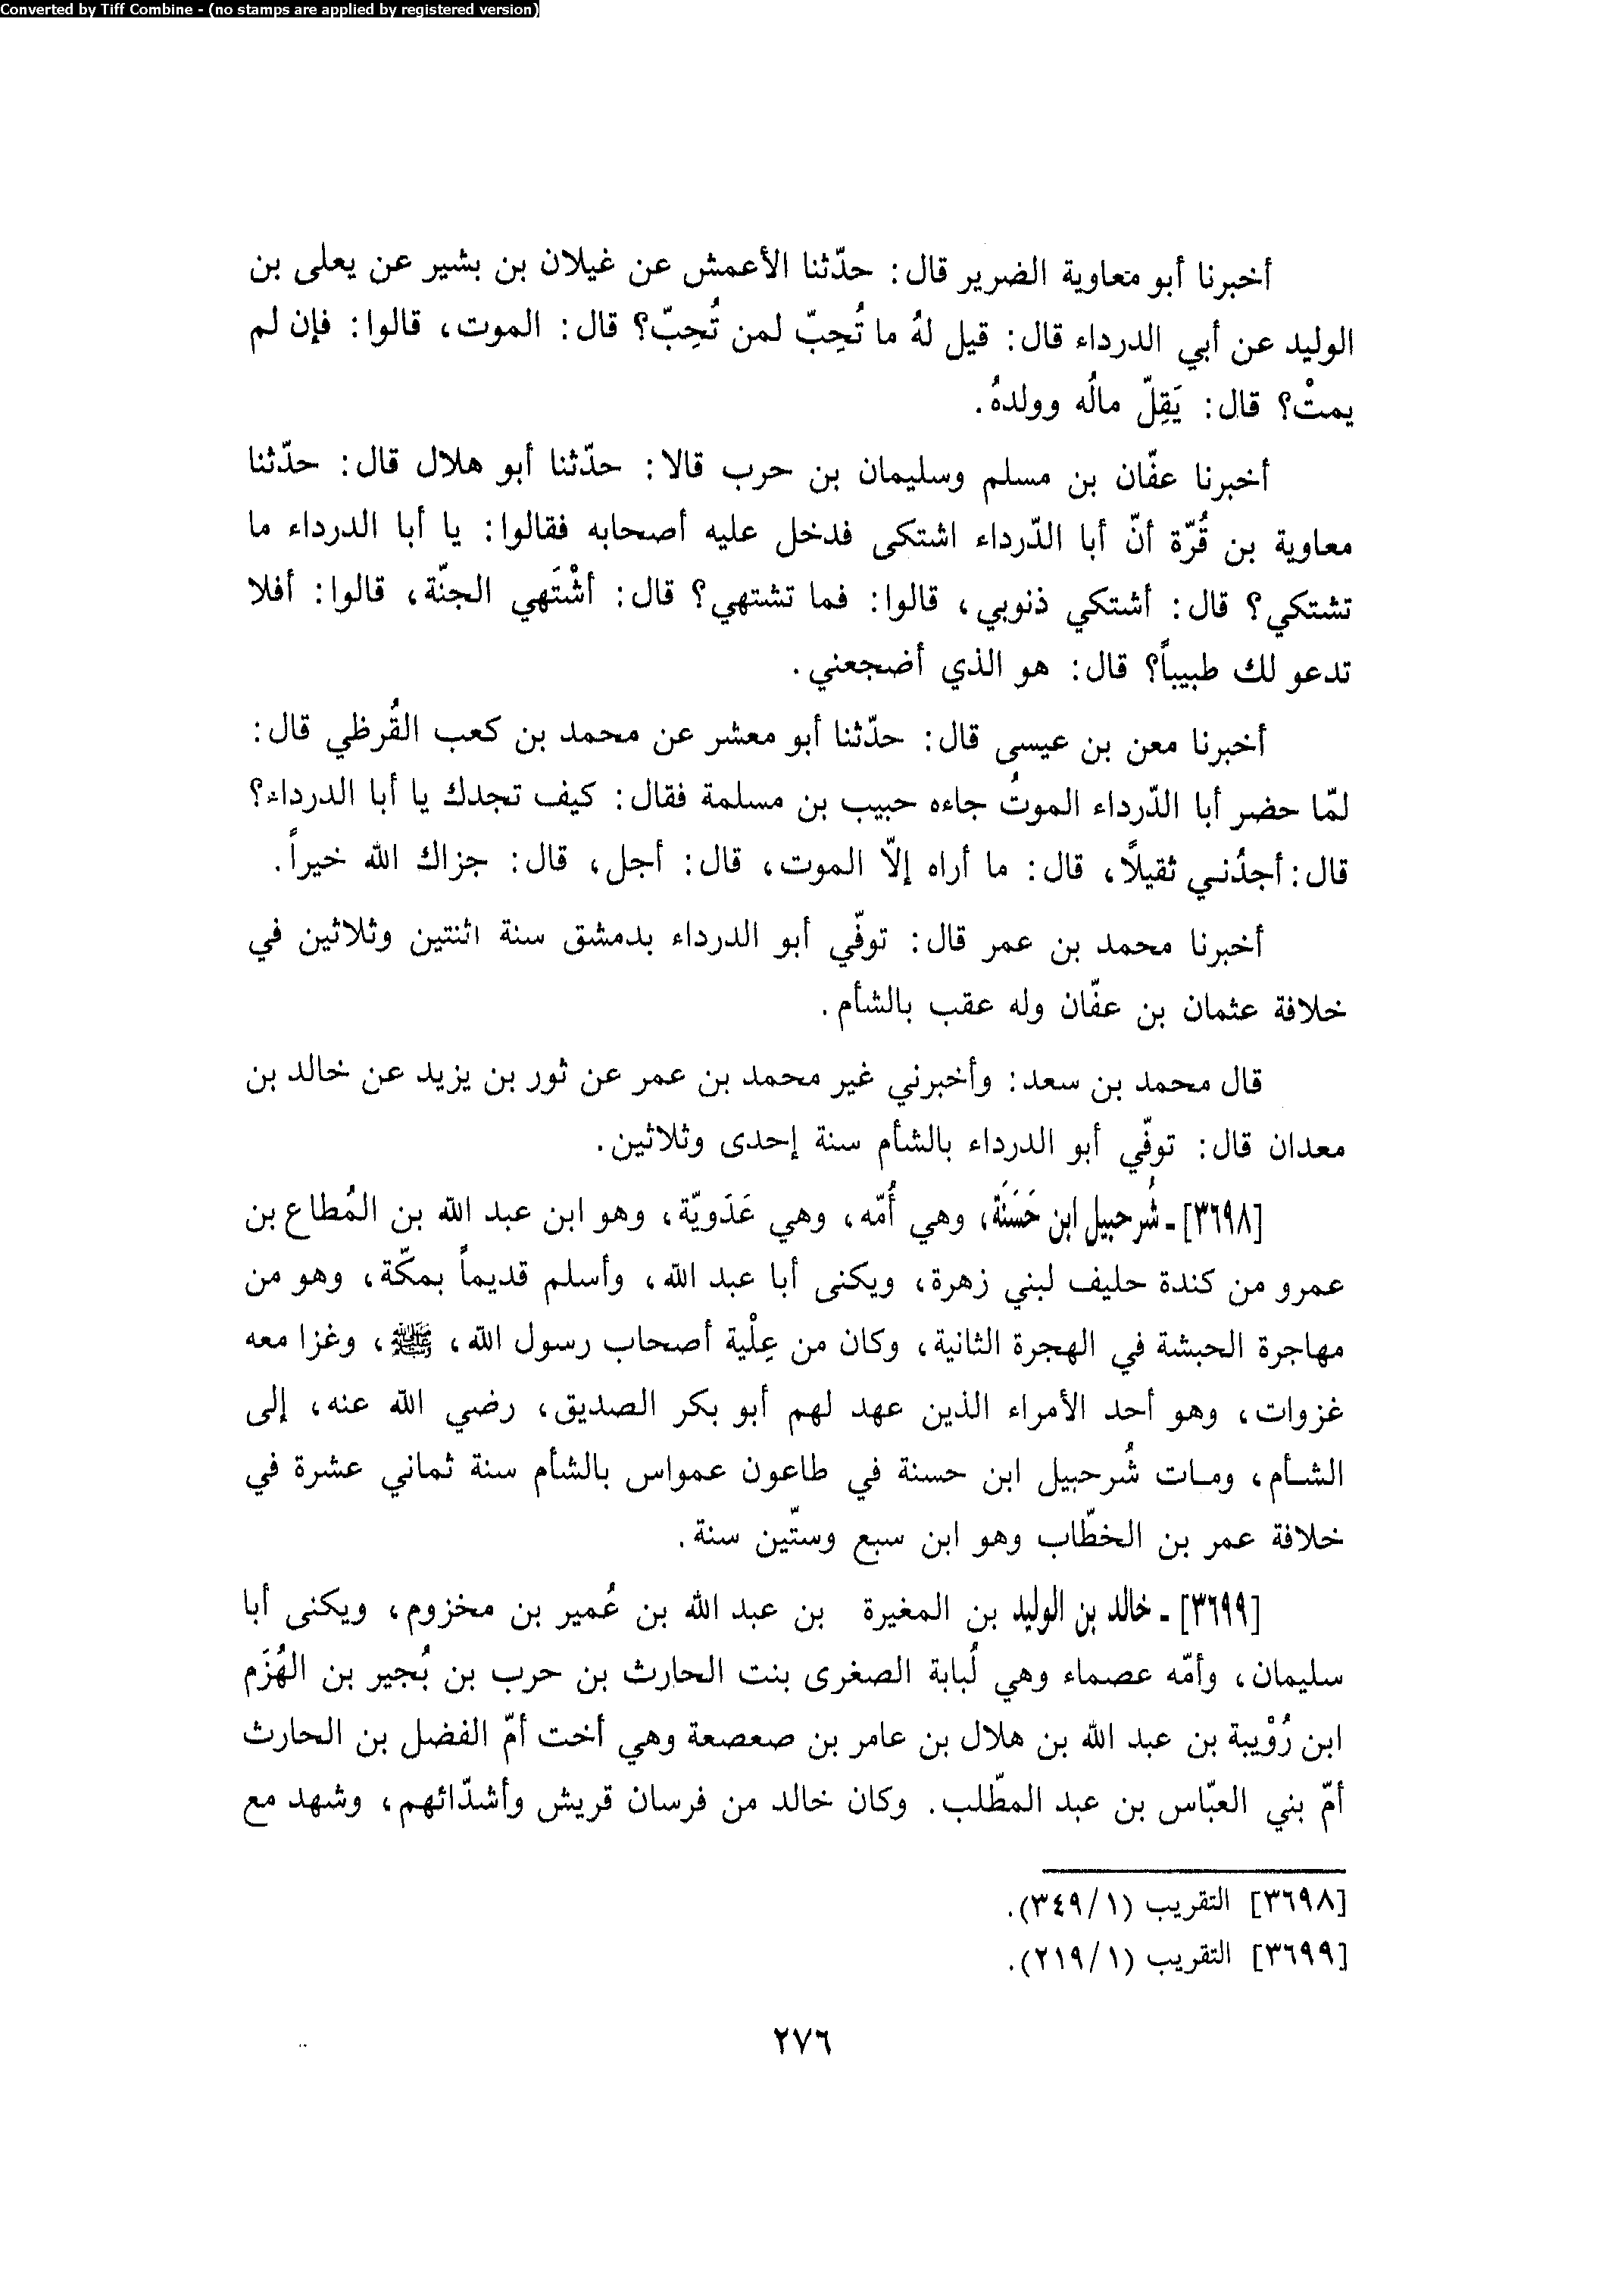 Converted by Tiff Combine - (no stamps are applied by registered version)
أخبرنا أبو معاوية الضرير قال: حدّثنا الأعمش عن غيلان بن بشير عن يعلى بن
الوليد عن أبي الدرداء قال: قيل لهُ ما تُحِبّ لمن تُحِبّ؟ قال: الموت، قالوا: فإن لم
يمتْ؟ قال: يَقِلّ مالُه وولدهُ.
أخبرنا عفّان بن مسلم وسليمان بن حرب قالا: حدّثنا أبو هلال قال: حدّثنا
معاوية بن قُرّة أنّ أبا الدّرداء اشتكى فدخل عليه أصحابه فقالوا: يا أبا الدرداء ما
تشتكي؟ قال: أشتكي ذنوبي، قالوا: فما تشتهي؟ قال: أشْتَهي الجنّة، قالوا: أفلا
تدعو لك طبيباً؟ قال: هو الذي أضجعني.
أخبرنا معن بن عيسى قال: حدّثنا أبو معشر عن محمد بن كعب القُرظي قال:
لمّا حضر أبا الدّرداء الموتُ جاءه حبيب بن مسلمة فقال: كيف تجدك يا أبا الدرداء؟
قال: أجدُني ثقيلاً، قال: ما أراه إلاّ الموت، قال: أجل، قال: جزاك الله خيراً.
أخبرنا محمد بن عمر قال: توفّي أبو الدرداء بدمشق سنة اثنتين وثلاثين في
خلافة عثمان بن عفّان وله عقب بالشأم.
قال محمد بن سعد: وأخبرني غير محمد بن عمر عن ثور بن يزيد عن خالد بن
معدان قال: توفّي أبو الدرداء بالشأم سنة إحدى وثلاثين.
[٣٦٩٨] - شُرحبيل ابن حَسَنَة، وهي أُمّه، وهي عَدَويّة، وهو ابن عبد الله بن المُطاع بن
عمرو من كندة حليف لبني زهرة، ويكنى أبا عبد الله، وأسلم قديماً بمكّة، وهو من
مهاجرة الحبشة في الهجرة الثانية، وكان من عِلْية أصحاب رسول الله، ﷺ، وغزا معه
غزوات، وهو أحد الأمراء الذين عهد لهم أبو بكر الصديق، رضي الله عنه، إلى
الشأم، ومات شُرحبيل ابن حسنة في طاعون عمواس بالشأم سنة ثماني عشرة في
خلافة عمر بن الخطّاب وهو ابن سبع وستّين سنة.
[٣٦٩٩] - خالد بن الوليد بن المغيرة بن عبد الله بن عُمير بن مخزوم، ويكنى أبا
سليمان، وأمّه عصماء وهي لُبابة الصغرى بنت الحارث بن حرب بن بُجير بن الهُزَم
ابن رُؤْيبة بن عبد الله بن هلال بن عامر بن صعصعة وهي أخت أمّ الفضل بن الحارث
أمّ بني العبّاس بن عبد المطّلب. وكان خالد من فرسان قريش وأشدّائهم، وشهد مع
[٣٦٩٨] التقريب (٣٤٩/١).
[٣٦٩٩] التقريب (٢١٩/١).
٢٧٦